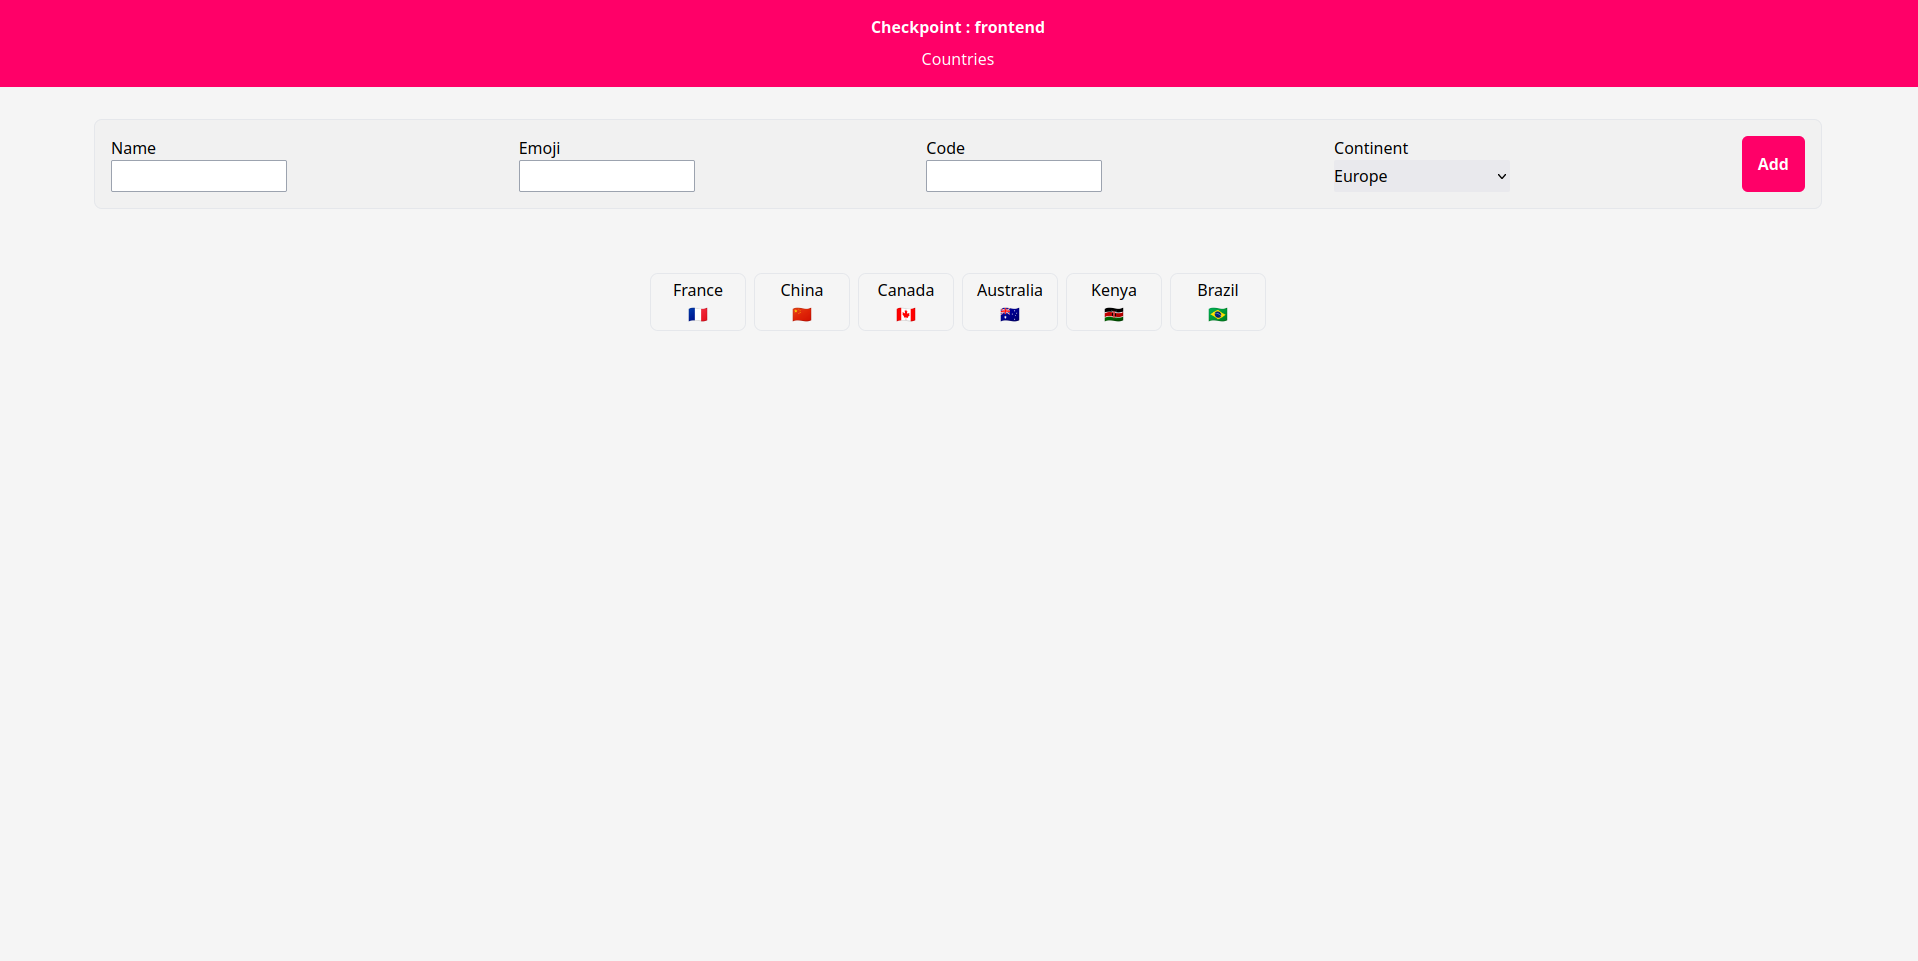 Checkpoint : frontend
Countries
Name
Emoji
Code
Continent
Europe
Add
France
China
Canada
Australia
Kenya
Brazil
🇫🇷
🇨🇳
🇨🇦
🇦🇺
🇰🇪
🇧🇷